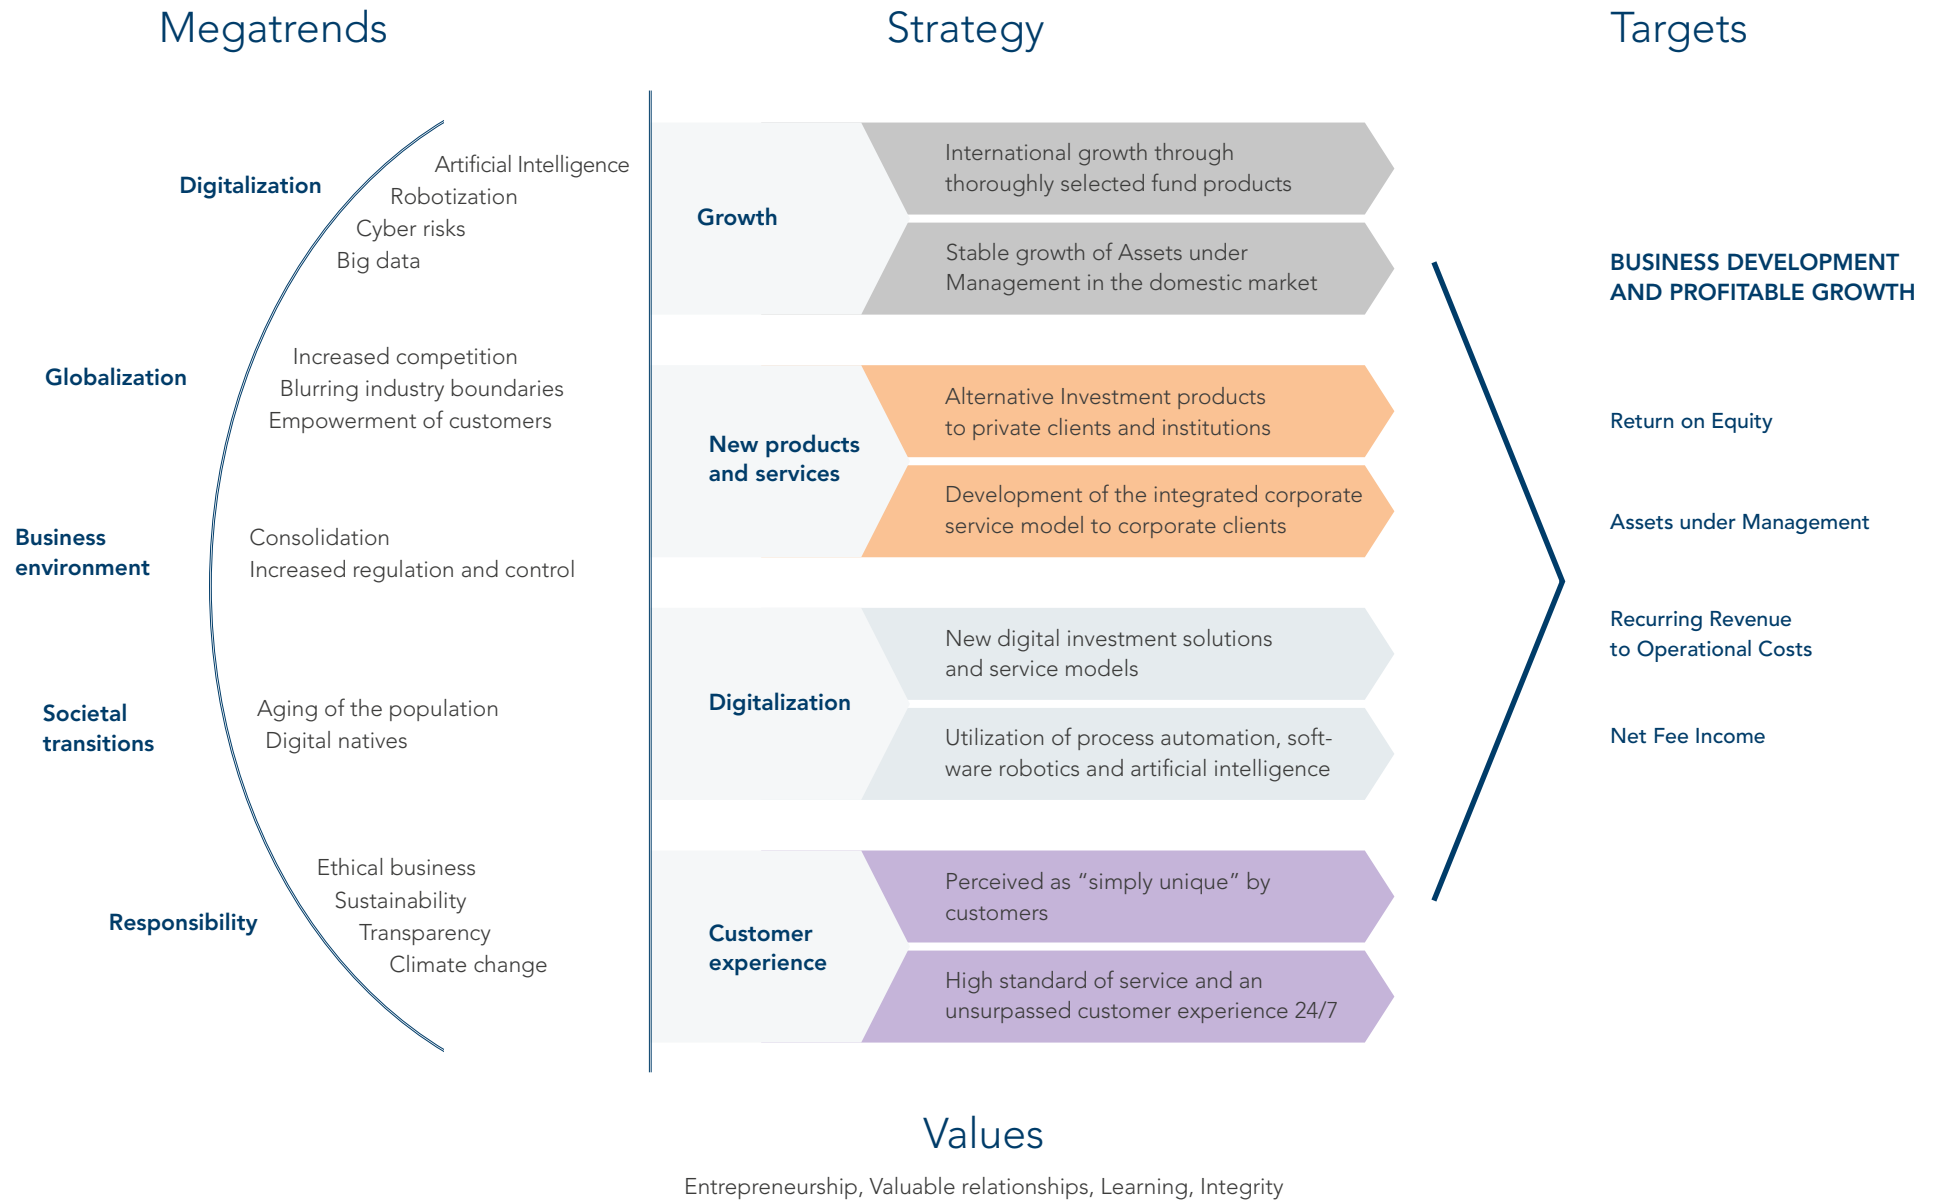 Megatrends
Digitalization
Artificial Intelligence
Robotization
Cyber risks
Big data
Globalization
Increased competition
Blurring industry boundaries
Empowerment of customers
Business
environment
Consolidation
Increased regulation and control
Societal
transitions
Aging of the population
Digital natives
Responsibility
Ethical business
Sustainability
Transparency
Climate change
Strategy
Growth
International growth through
thoroughly selected fund products
Stable growth of Assets under
Management in the domestic market
New products
and services
Alternative Investment products
to private clients and institutions
Development of the integrated corporate
service model to corporate clients
Digitalization
New digital investment solutions
and service models
Utilization of process automation, soft-
ware robotics and artificial intelligence
Customer
experience
Perceived as “simply unique” by
customers
High standard of service and an
unsurpassed customer experience 24/7
Targets
BUSINESS DEVELOPMENT
AND PROFITABLE GROWTH
Return on Equity
Assets under Management
Recurring Revenue
to Operational Costs
Net Fee Income
Values
Entrepreneurship, Valuable relationships, Learning, Integrity